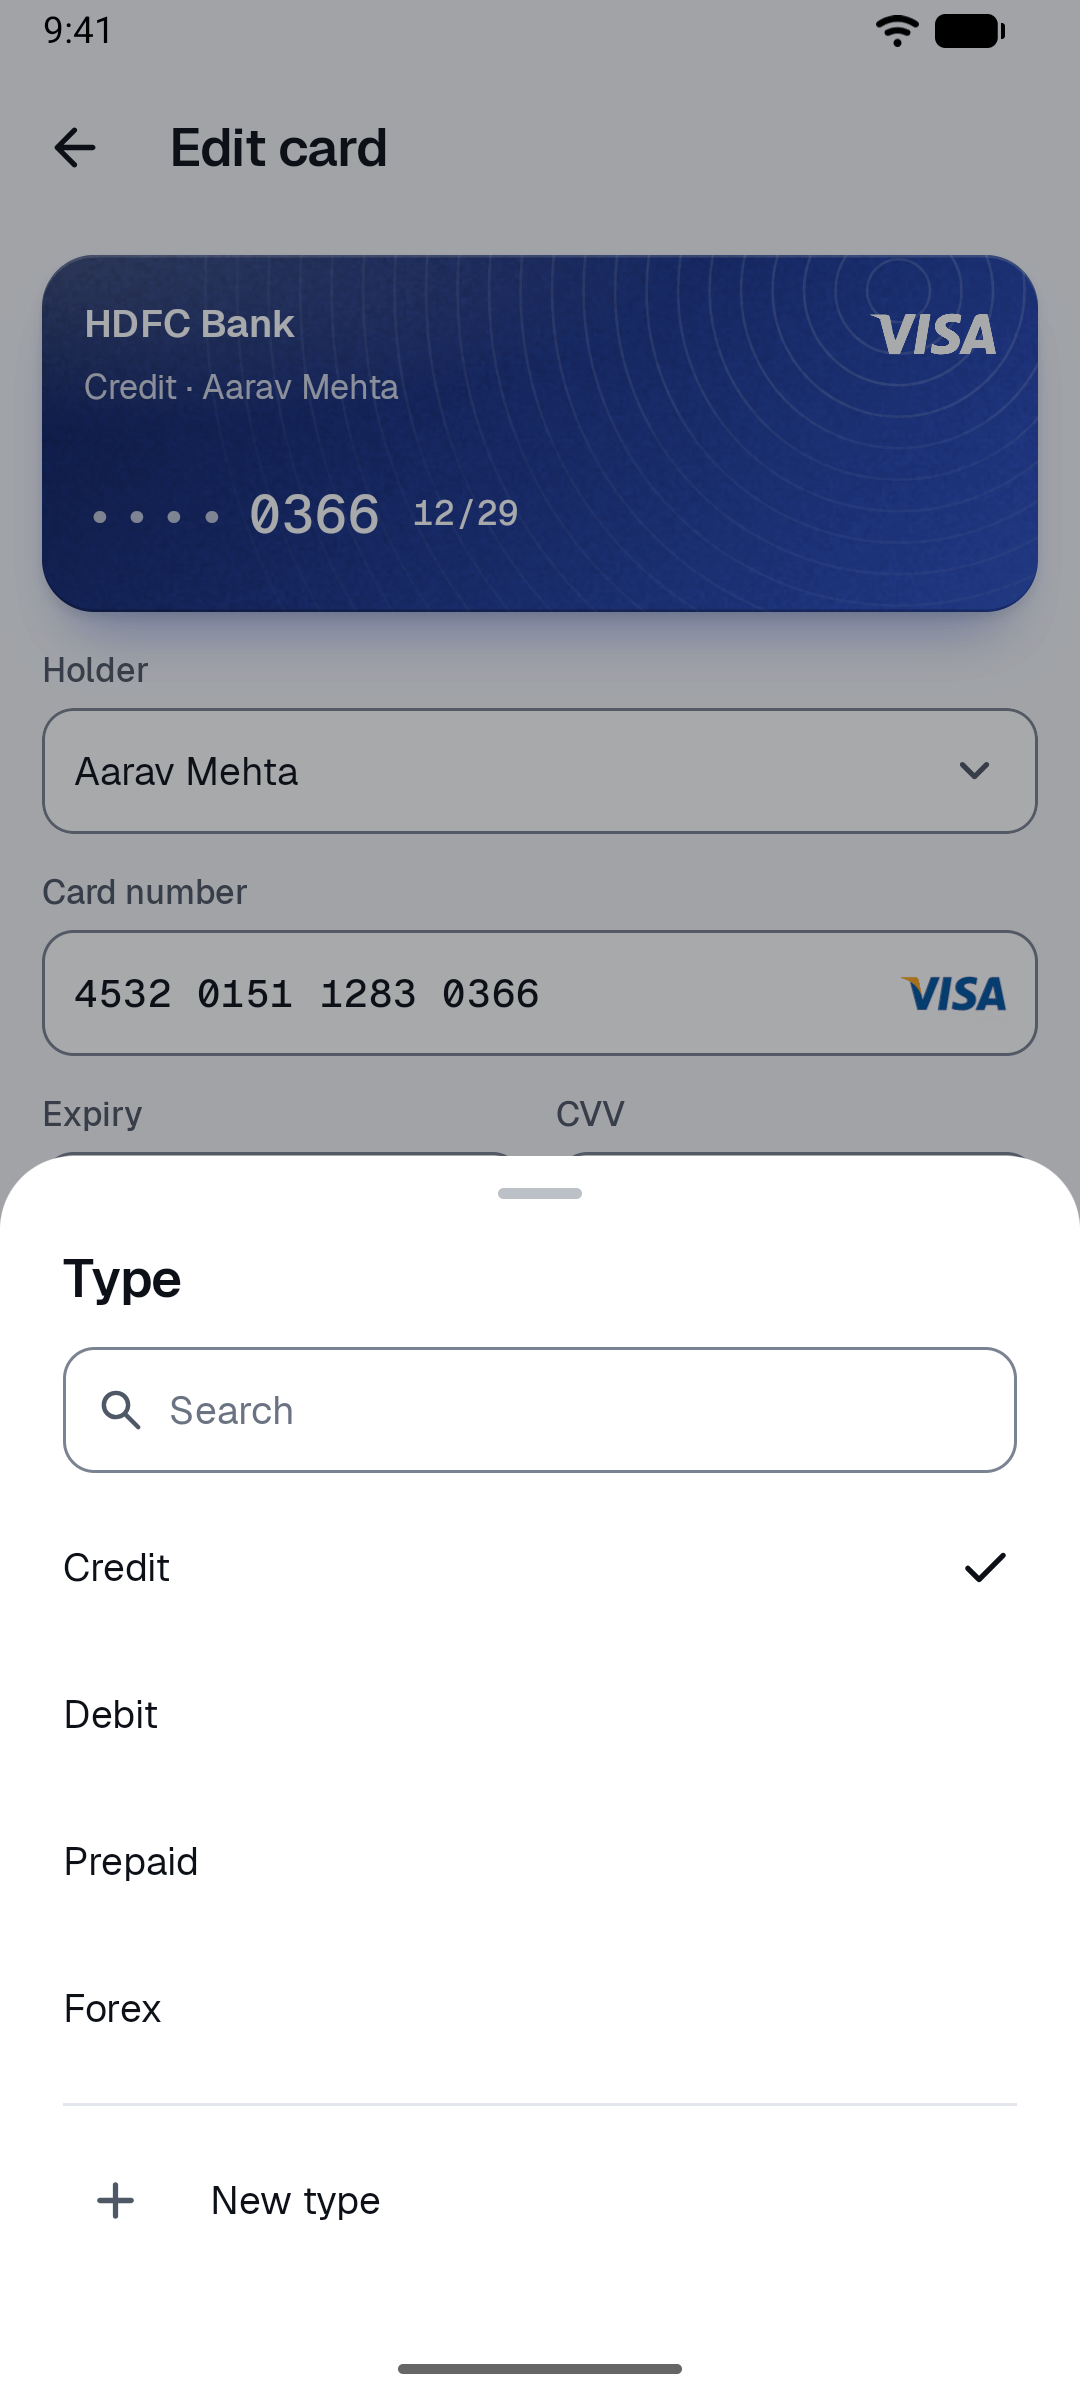 9:41
Edit card
HDFC Bank
VISA
Credit · Aarav Mehta
•••• 0366 12/29
Holder
Aarav Mehta
Card number
4532 0151 1283 0366
VISA
Expiry
CVV
Type
Search
Credit
Debit
Prepaid
Forex
New type